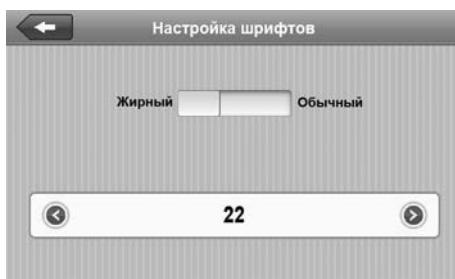 Настройка шрифтов
Жирный Обычный
22